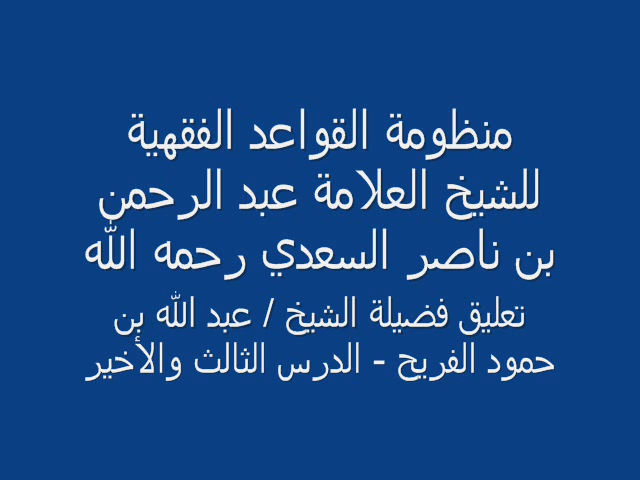 منظومة القواعد الفقهية
للشيخ العلامة عبد الرحمن
بن ناصر السعدي رحمه الله
تعليق فضيلة الشيخ / عبد الله بن
حمود الفريح - الدرس الثالث والأخير